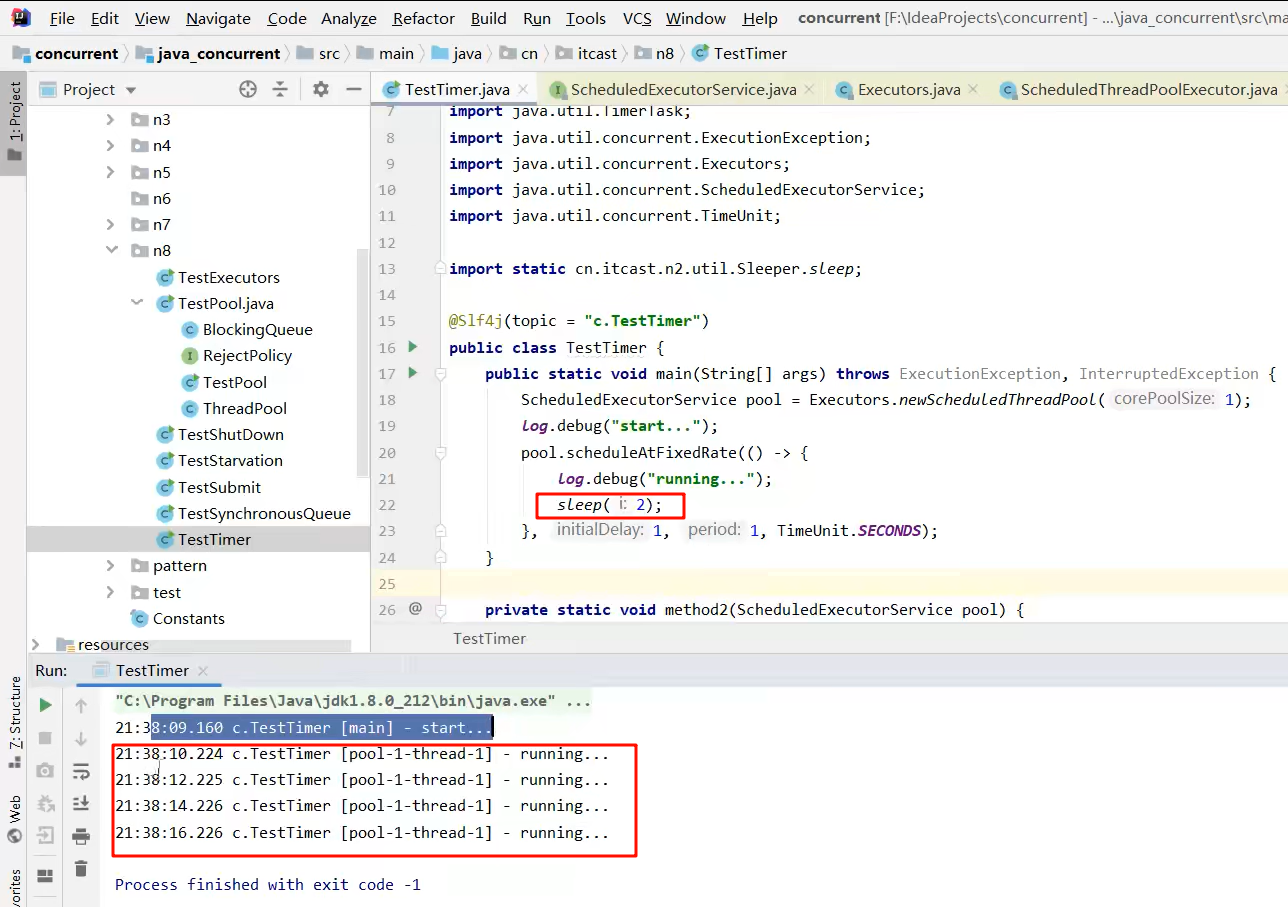 File Edit View Navigate Code Analyze Refactor Build Run Tools VCS Window Help concurrent [F:\IdeaProjects\concurrent] - ...\java_concurrent\src\ma
concurrent java_concurrent src main java cn itcast n8 TestTimer
1: Project
Project
TestTimer.java ScheduledExecutorService.java Executors.java ScheduledThreadPoolExecutor.java
n3
n4
n5
n6
n7
n8
TestExecutors
TestPool.java
BlockingQueue
RejectPolicy
TestPool
ThreadPool
TestShutDown
TestStarvation
TestSubmit
TestSynchronousQueue
TestTimer
pattern
test
Constants
resources
7 import java.util.TimerTask;
8 import java.util.concurrent.ExecutionException;
9 import java.util.concurrent.Executors;
10 import java.util.concurrent.ScheduledExecutorService;
11 import java.util.concurrent.TimeUnit;
12
13 import static cn.itcast.n2.util.Sleeper.sleep;
14
15 @Slf4j(topic = "c.TestTimer")
16 public class TestTimer {
17 public static void main(String[] args) throws ExecutionException, InterruptedException {
18 ScheduledExecutorService pool = Executors.newScheduledThreadPool( corePoolSize: 1);
19 log.debug("start...");
20 pool.scheduleAtFixedRate(() -> {
21 log.debug("running...");
22 sleep( i: 2);
23 }, initialDelay: 1, period: 1, TimeUnit.SECONDS);
24 }
25
26 @ private static void method2(ScheduledExecutorService pool) {
TestTimer
Run: TestTimer
"C:\Program Files\Java\jdk1.8.0_212\bin\java.exe" ...
21:38:09.160 c.TestTimer [main] - start...
21:38:10.224 c.TestTimer [pool-1-thread-1] - running...
21:38:12.225 c.TestTimer [pool-1-thread-1] - running...
21:38:14.226 c.TestTimer [pool-1-thread-1] - running...
21:38:16.226 c.TestTimer [pool-1-thread-1] - running...
Process finished with exit code -1
Z: Structure
Web
vorites